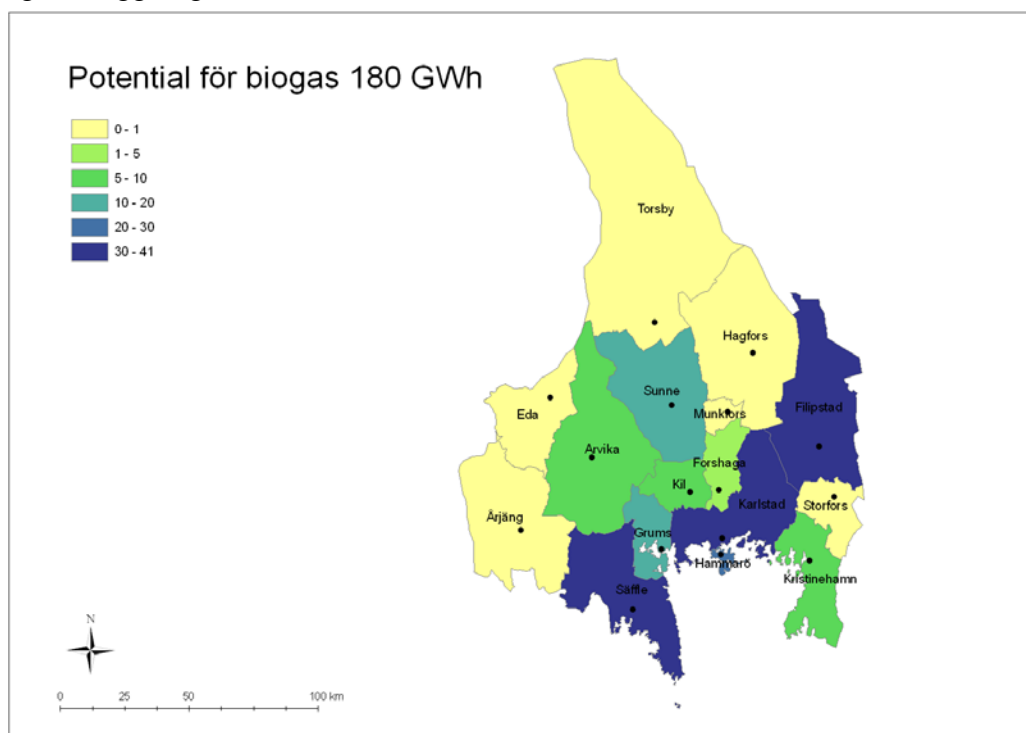 Potential för biogas 180 GWh
0 - 1
1 - 5
5 - 10
10 - 20
20 - 30
30 - 41
Torsby
Hagfors
Sunne
Eda
Munkfors
Filipstad
Arvika
Forshaga
Kil
Karlstad
Storfors
Årjäng
Grums
Hammarö
Kristinehamn
Säffle
N
0 25 50 100 km